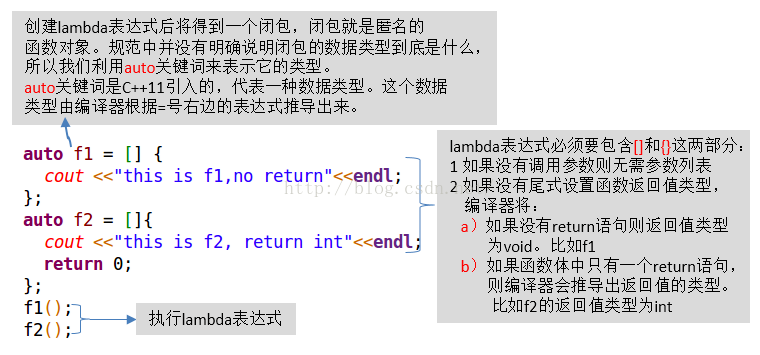 创建lambda表达式后将得到一个闭包，闭包就是匿名的
函数对象。规范中并没有明确说明闭包的数据类型到底是什么，
所以我们利用auto关键词来表示它的类型。
auto关键词是C++11引入的，代表一种数据类型。这个数据
类型由编译器根据=号右边的表达式推导出来。
auto f1 = [] {
cout <<"this is f1,no return"<<endl;
};
auto f2 = []{
cout <<"this is f2, return int"<<endl;
return 0;
};
f1();
f2();
执行lambda表达式
lambda表达式必须要包含[]和{}这两部分：
1 如果没有调用参数则无需参数列表
2 如果没有尾式设置函数返回值类型，
编译器将：
a）如果没有return语句则返回值类型
为void。比如f1
b）如果函数体中只有一个return语句，
则编译器会推导出返回值的类型。
比如f2的返回值类型为int